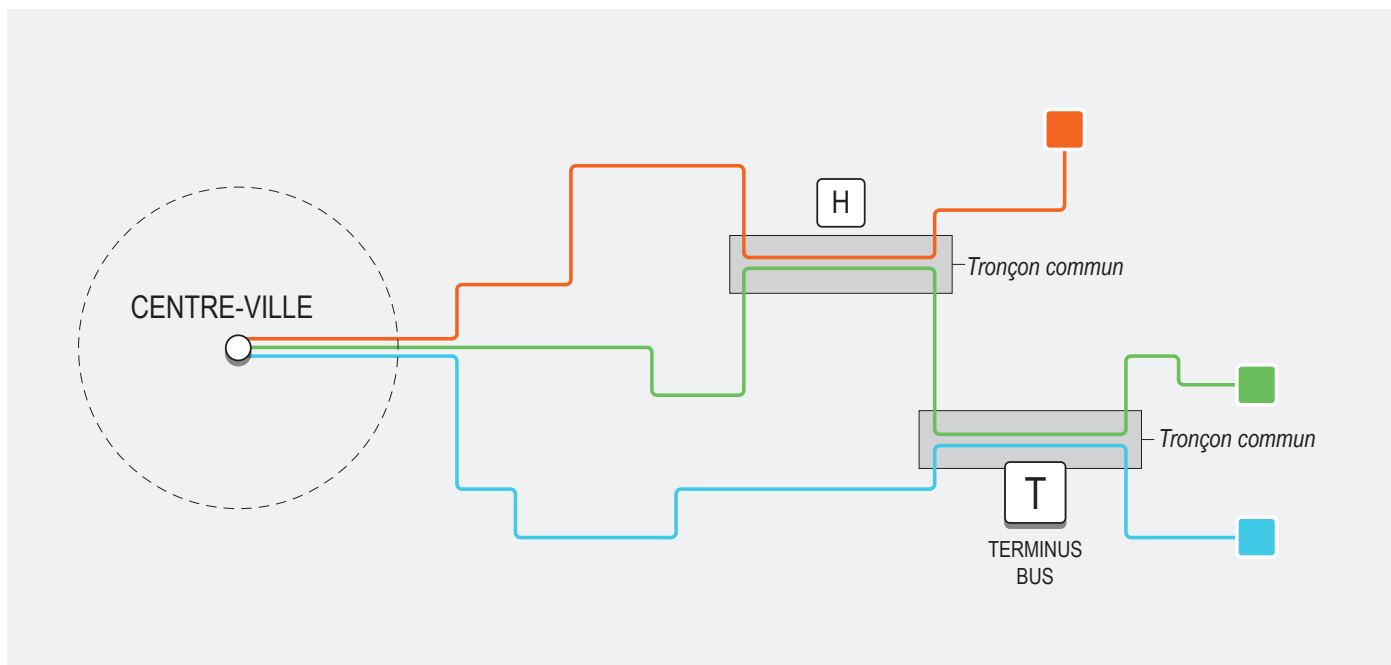 H
Tronçon commun
CENTRE-VILLE
Tronçon commun
T
TERMINUS
BUS